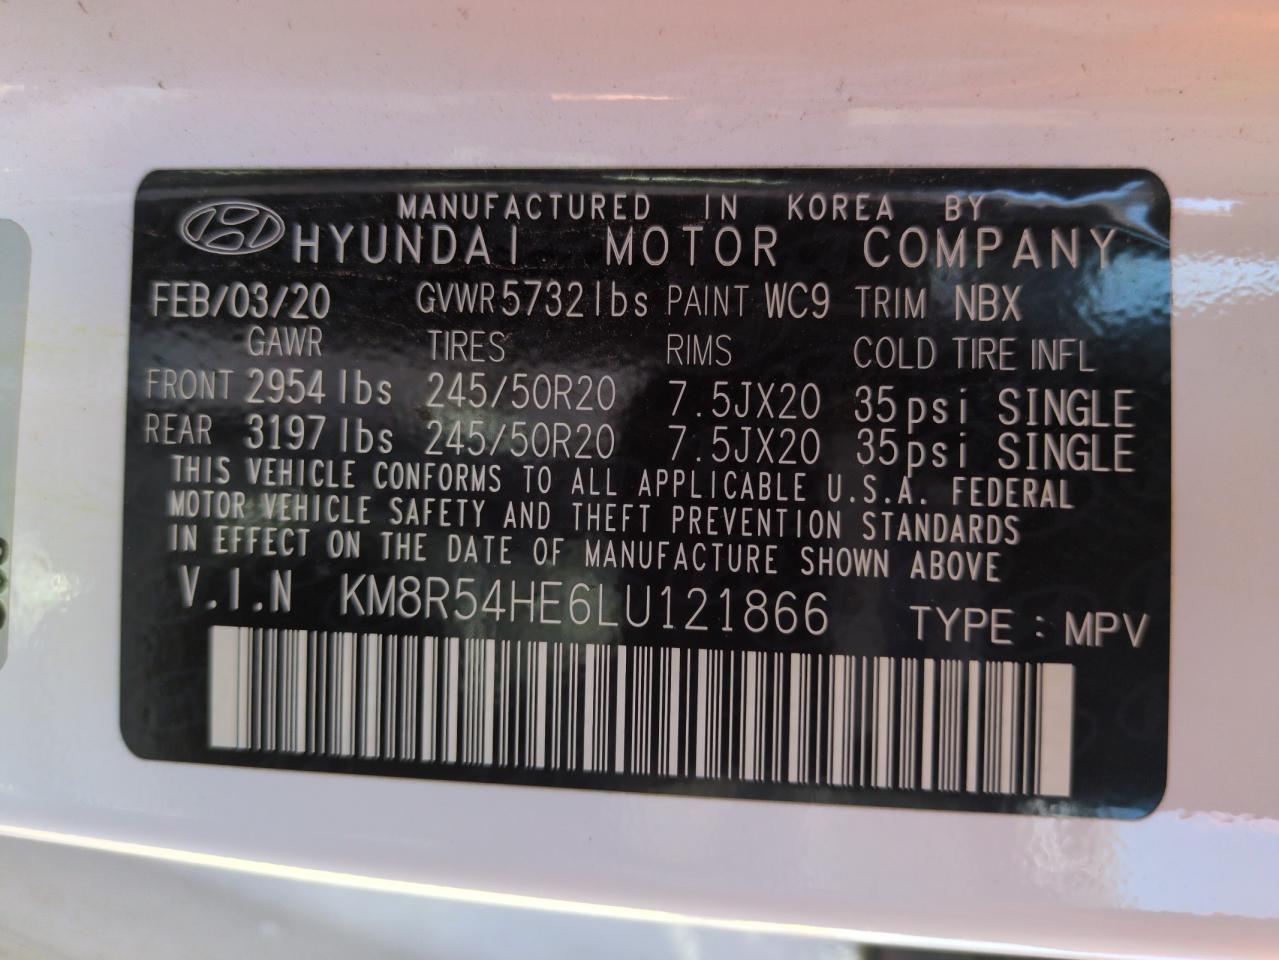 MANUFACTURED IN KOREA BY
HYUNDAI MOTOR COMPANY
FEB/03/20 GVWR 5732 lbs PAINT WC9 TRIM NBX
GAWR TIRES RIMS COLD TIRE INFL
FRONT 2954 lbs 245/50R20 7.5JX20 35psi SINGLE
REAR 3197 lbs 245/50R20 7.5JX20 35psi SINGLE
THIS VEHICLE CONFORMS TO ALL APPLICABLE U.S.A. FEDERAL
MOTOR VEHICLE SAFETY AND THEFT PREVENTION STANDARDS
IN EFFECT ON THE DATE OF MANUFACTURE SHOWN ABOVE
V.I.N KM8R54HE6LU121866 TYPE : MPV